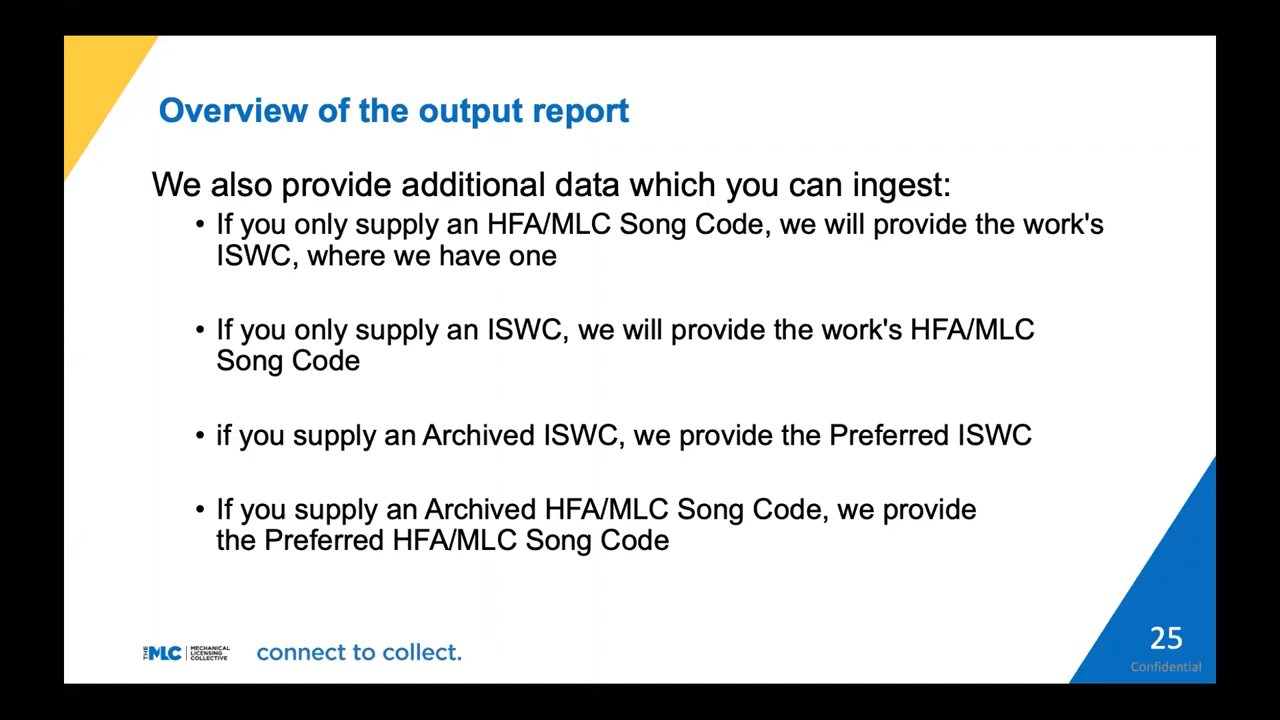 Overview of the output report
We also provide additional data which you can ingest:
• If you only supply an HFA/MLC Song Code, we will provide the work's
ISWC, where we have one
• If you only supply an ISWC, we will provide the work's HFA/MLC
Song Code
• if you supply an Archived ISWC, we provide the Preferred ISWC
• If you supply an Archived HFA/MLC Song Code, we provide
the Preferred HFA/MLC Song Code
THE MLC
MECHANICAL
LICENSING
COLLECTIVE
connect to collect.
25
Confidential